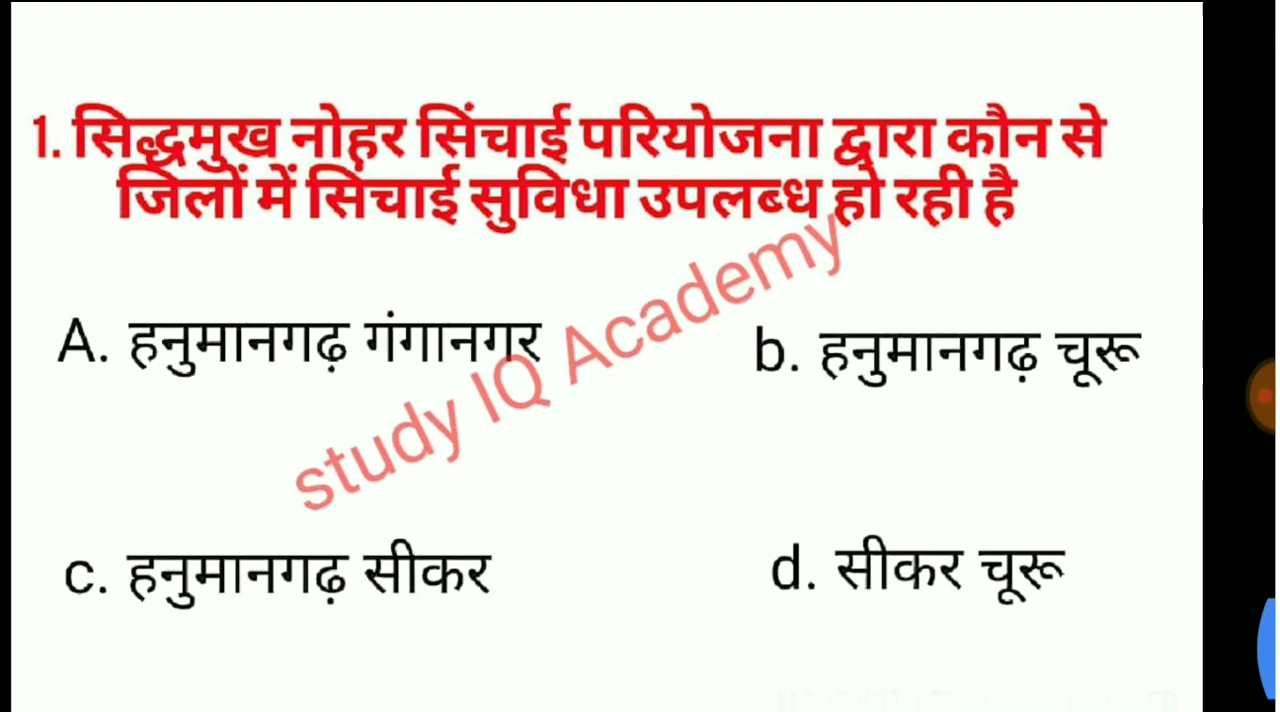 1. सिद्धमुख नोहर सिंचाई परियोजना द्वारा कौन से
जिलों में सिंचाई सुविधा उपलब्ध हो रही है
A. हनुमानगढ़ गंगानगर
b. हनुमानगढ़ चूरू
study IQ Academy
c. हनुमानगढ़ सीकर
d. सीकर चूरू